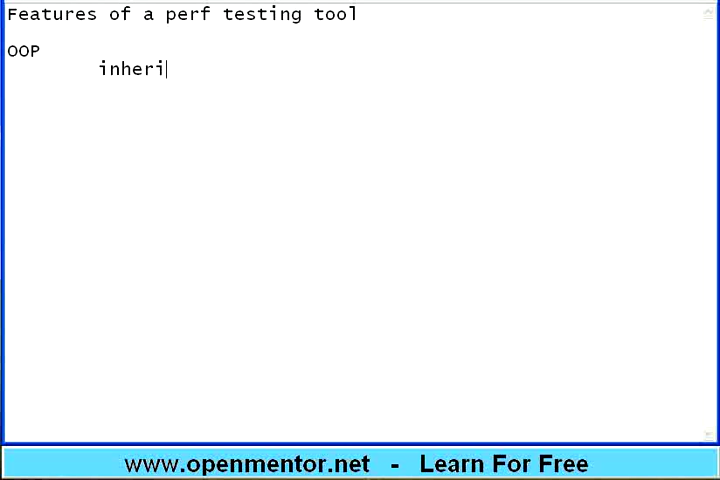 Features of a perf testing tool
OOP
inheri
www.openmentor.net - Learn For Free